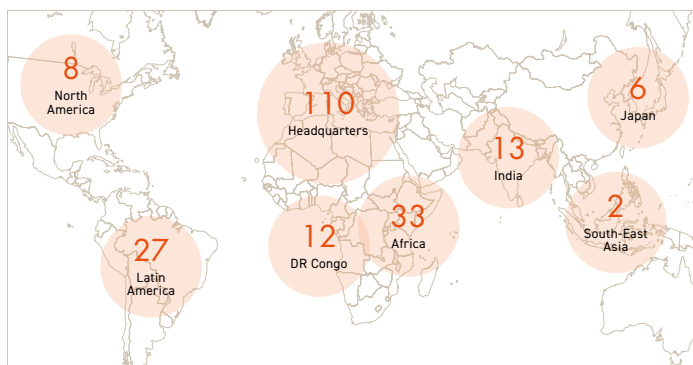 8
North
America
110
Headquarters
6
Japan
13
India
27
Latin
America
12
DR Congo
33
Africa
2
South-East
Asia